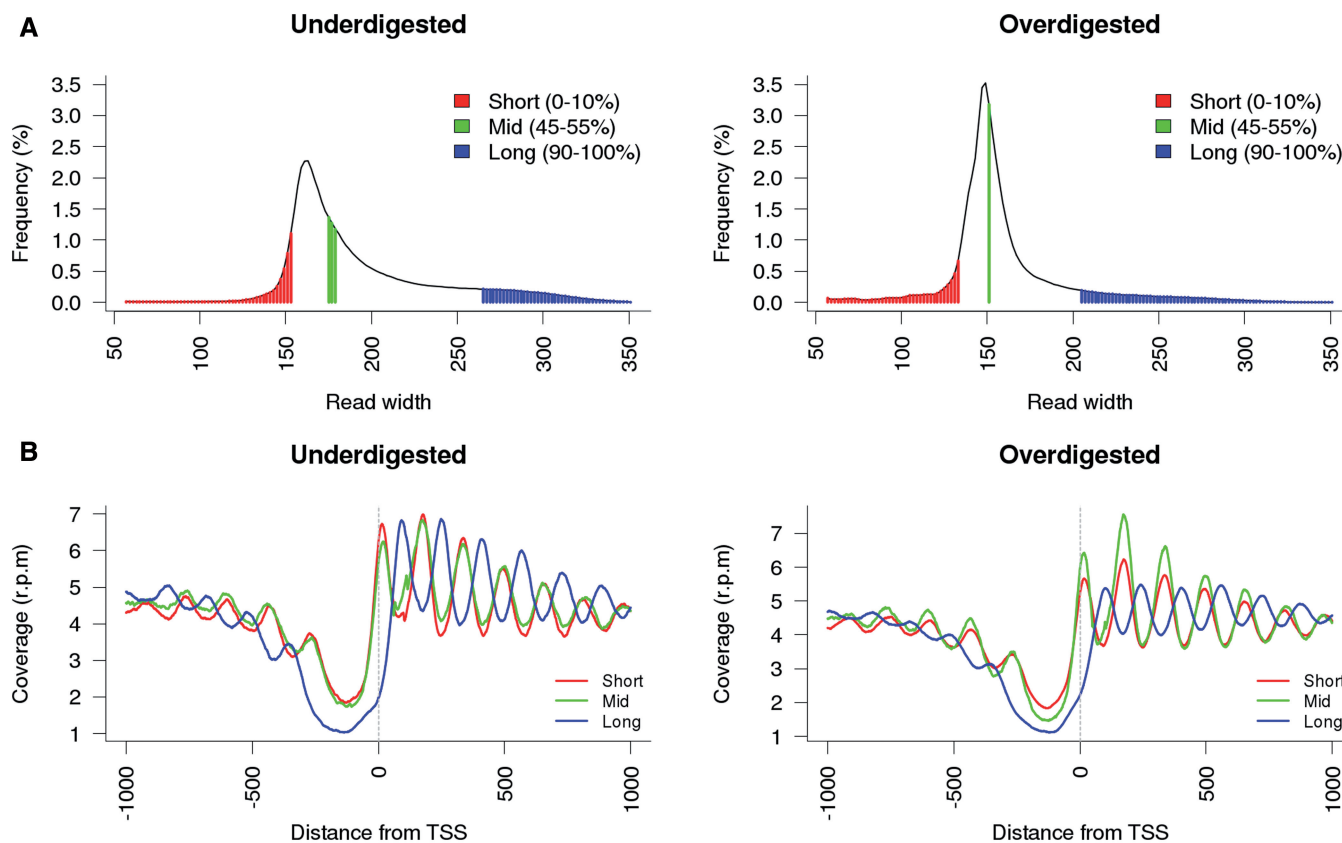 A
Underdigested
Overdigested
Frequency (%)
3.5
3.0
2.5
2.0
1.5
1.0
0.5
0.0
Short (0-10%)
Mid (45-55%)
Long (90-100%)
50
100
150
200
250
300
350
Read width
Frequency (%)
3.5
3.0
2.5
2.0
1.5
1.0
0.5
0.0
Short (0-10%)
Mid (45-55%)
Long (90-100%)
50
100
150
200
250
300
350
Read width
B
Underdigested
Overdigested
Coverage (r.p.m)
7
6
5
4
3
2
1
Short
Mid
Long
-1000
-500
0
500
1000
Distance from TSS
Coverage (r.p.m)
7
6
5
4
3
2
1
Short
Mid
Long
-1000
-500
0
500
1000
Distance from TSS